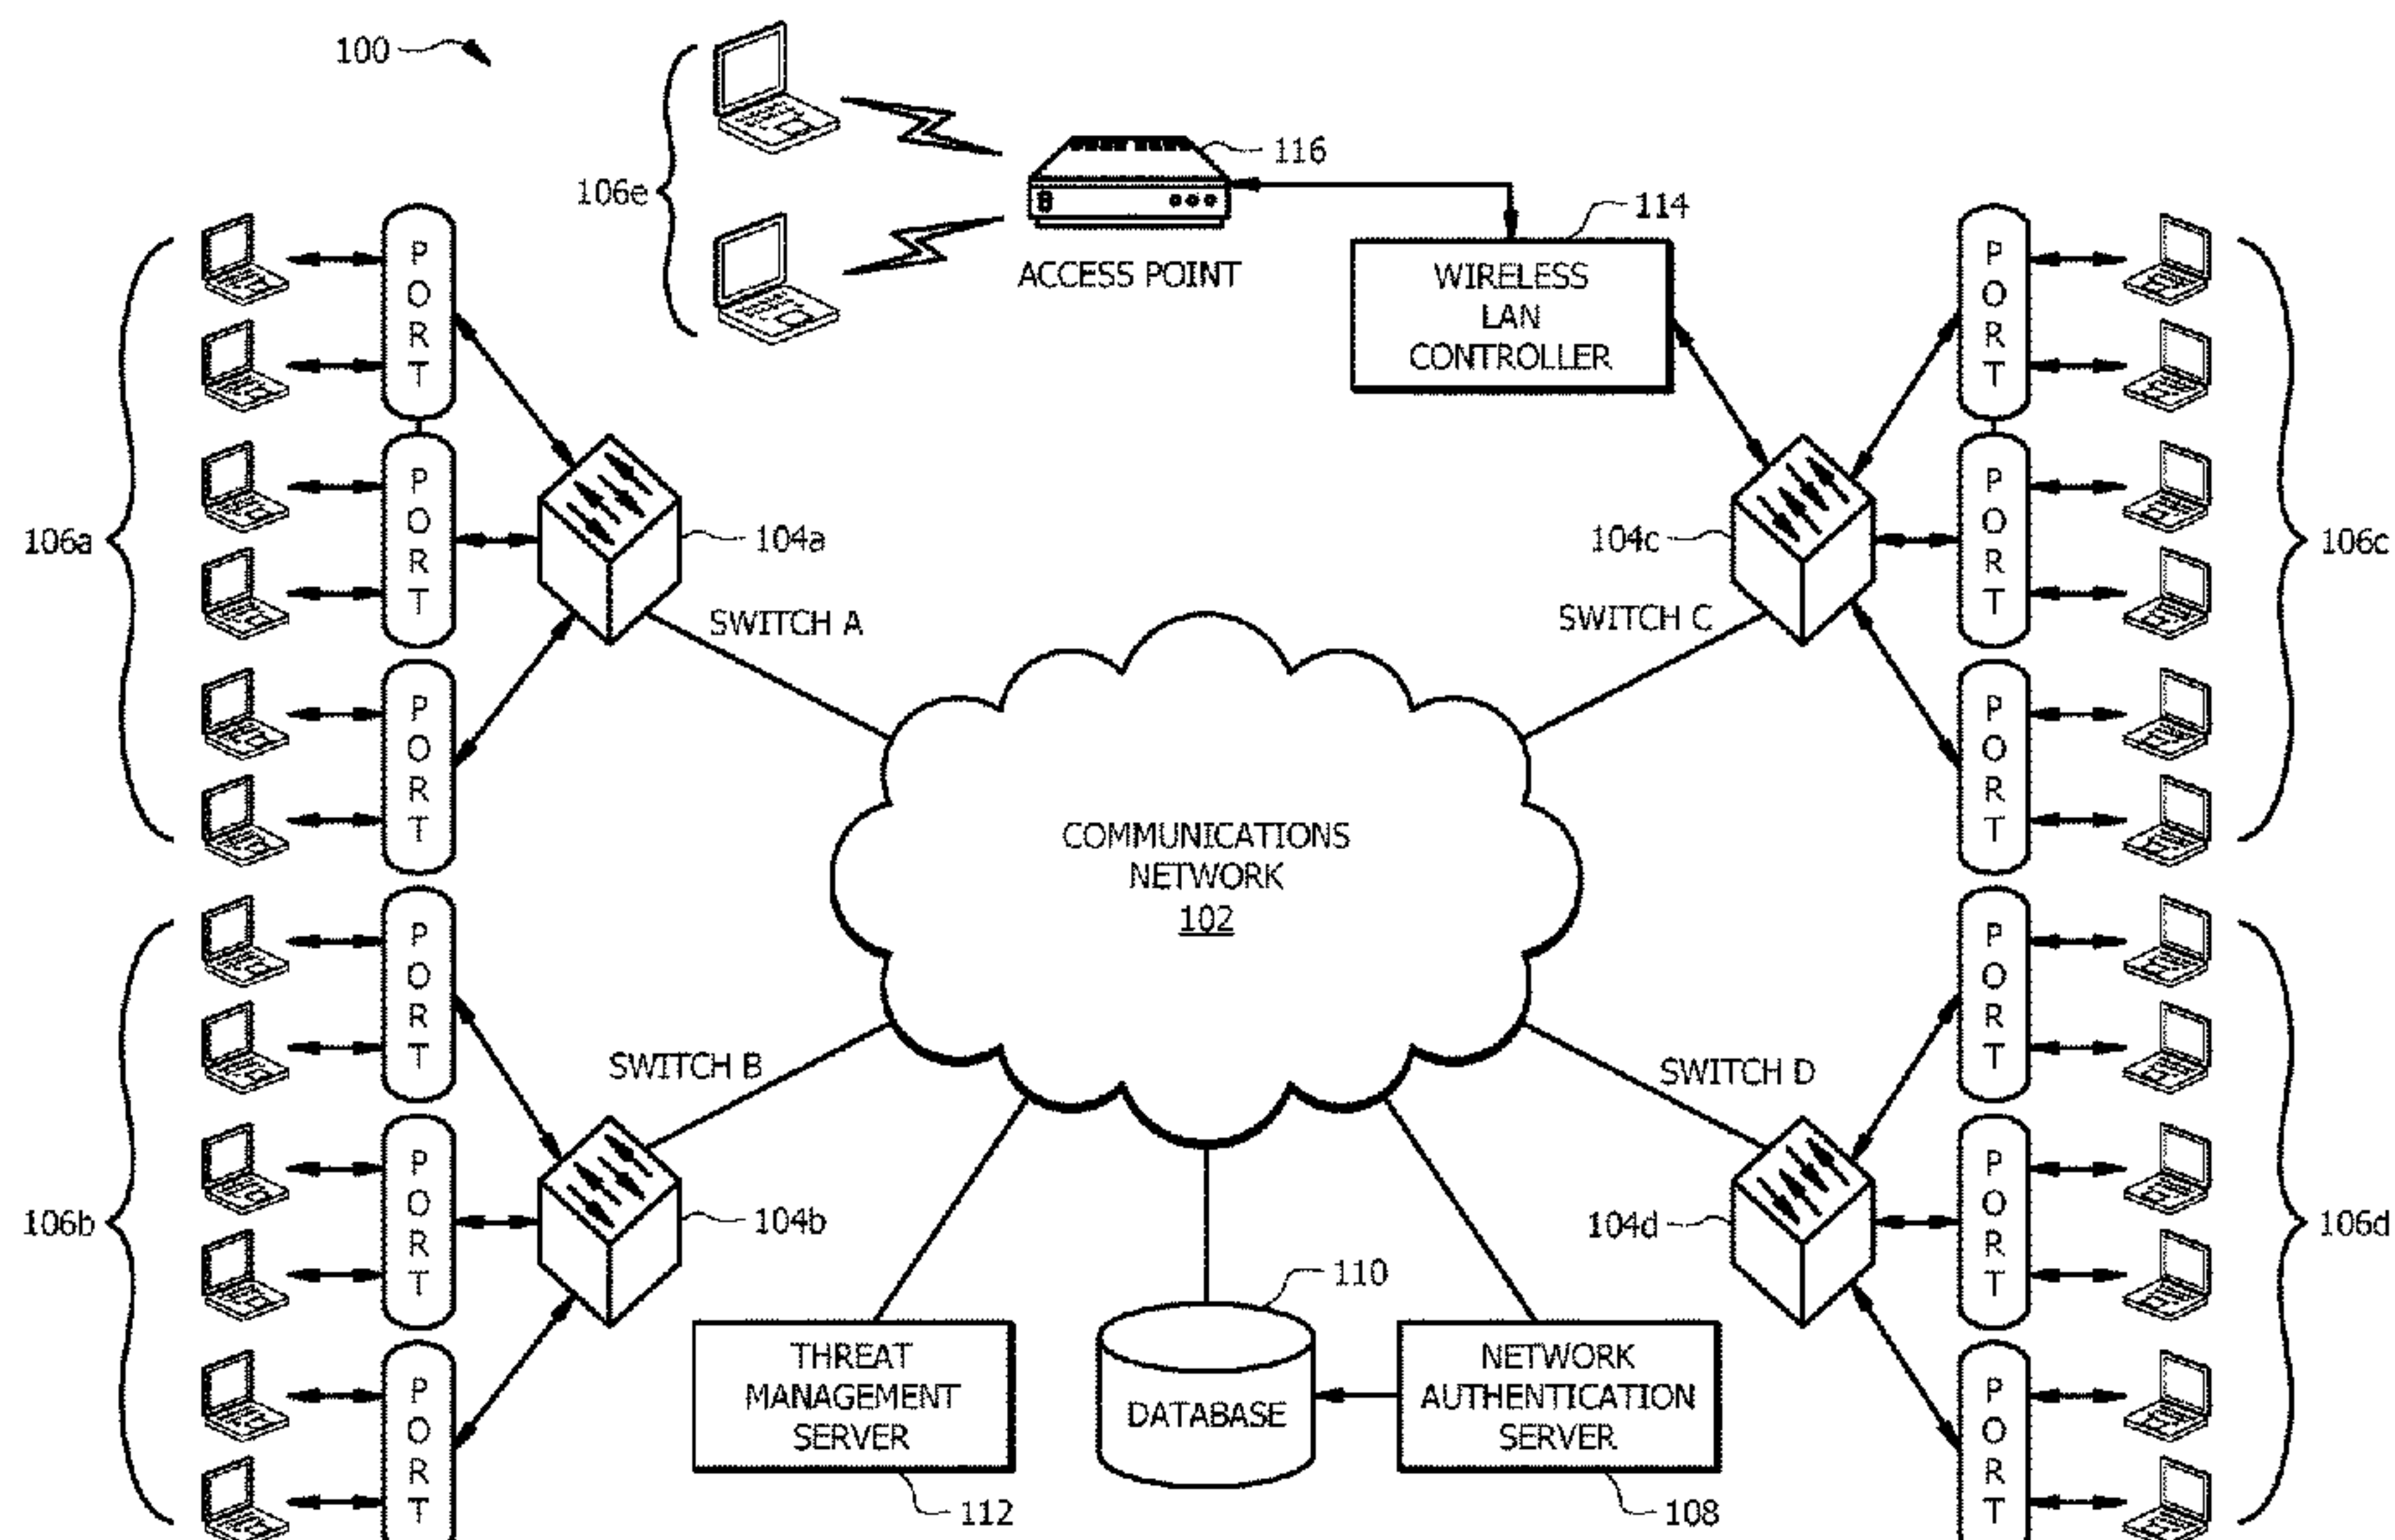 100
106e
116
ACCESS POINT
114
WIRELESS
LAN
CONTROLLER
106a
P
O
R
T
P
O
R
T
P
O
R
T
104a
SWITCH A
104c
SWITCH C
P
O
R
T
P
O
R
T
P
O
R
T
106c
COMMUNICATIONS
NETWORK
102
106b
P
O
R
T
P
O
R
T
P
O
R
T
SWITCH B
104b
SWITCH D
104d
P
O
R
T
P
O
R
T
P
O
R
T
106d
THREAT
MANAGEMENT
SERVER
112
110
DATABASE
NETWORK
AUTHENTICATION
SERVER
108